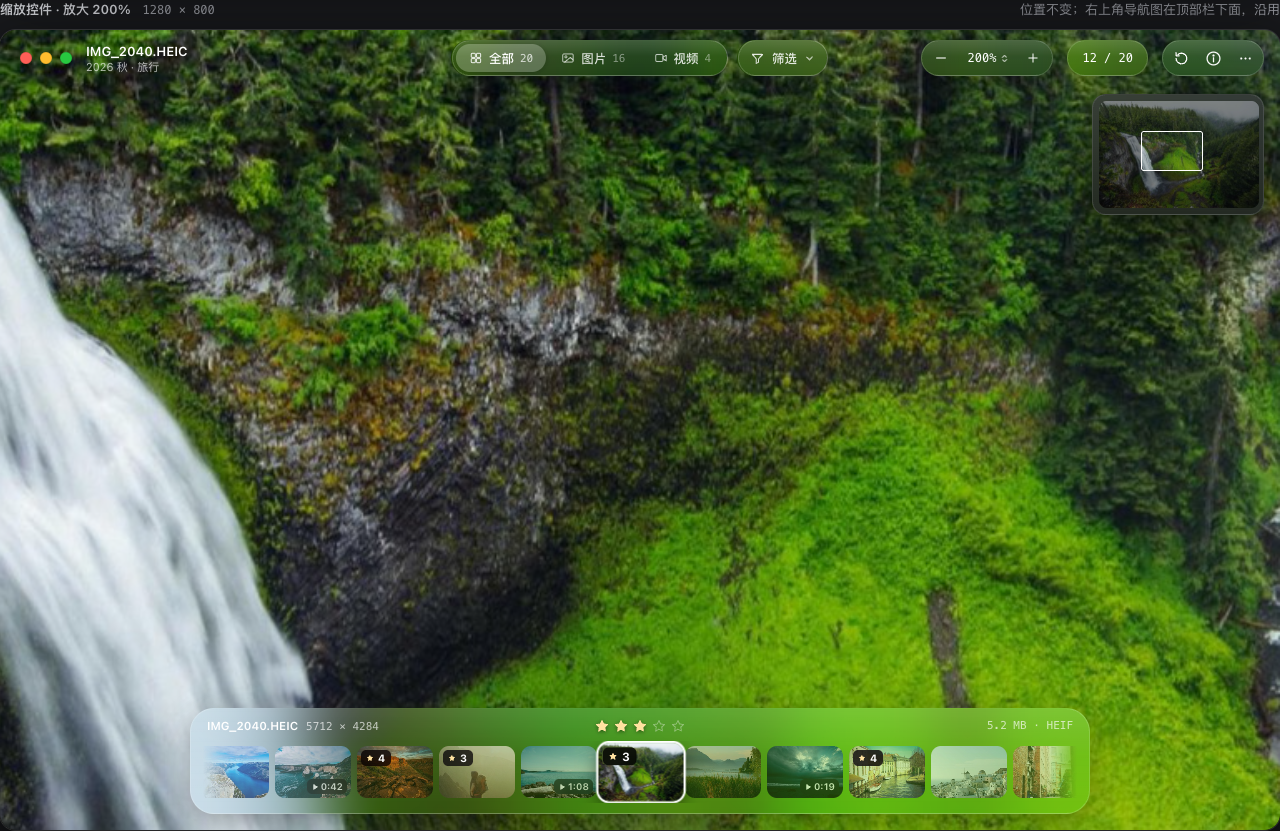 缩放控件 · 放大 200% 1280 × 800
位置不变；右上角导航图在顶部栏下面，沿用
IMG_2040.HEIC
2026 秋 · 旅行
全部 20 图片 16 视频 4 筛选
200%
12 / 20
IMG_2040.HEIC 5712 × 4284
5.2 MB · HEIF
0:42
4
3
1:08
3
0:19
4